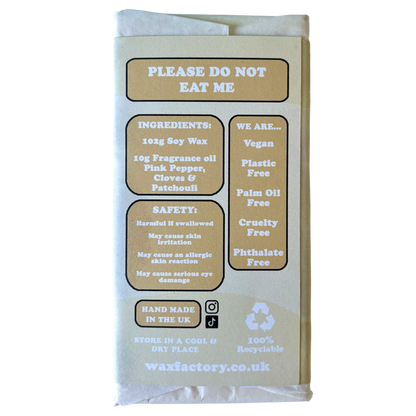 PLEASE DO NOT
EAT ME
INGREDIENTS:
102g Soy Wax
10g Fragrance oil
Pink Pepper,
Cloves &
Patchouli
WE ARE...
Vegan
Plastic
Free
Palm Oil
Free
Cruelty
Free
Phthalate
Free
SAFETY:
Harmful if swallowed
May cause skin
irritation
May cause an allergic
skin reaction
May cause serious eye
damange
HAND MADE
IN THE UK
STORE IN A COOL &
DRY PLACE
100%
Recyclable
waxfactory.co.uk